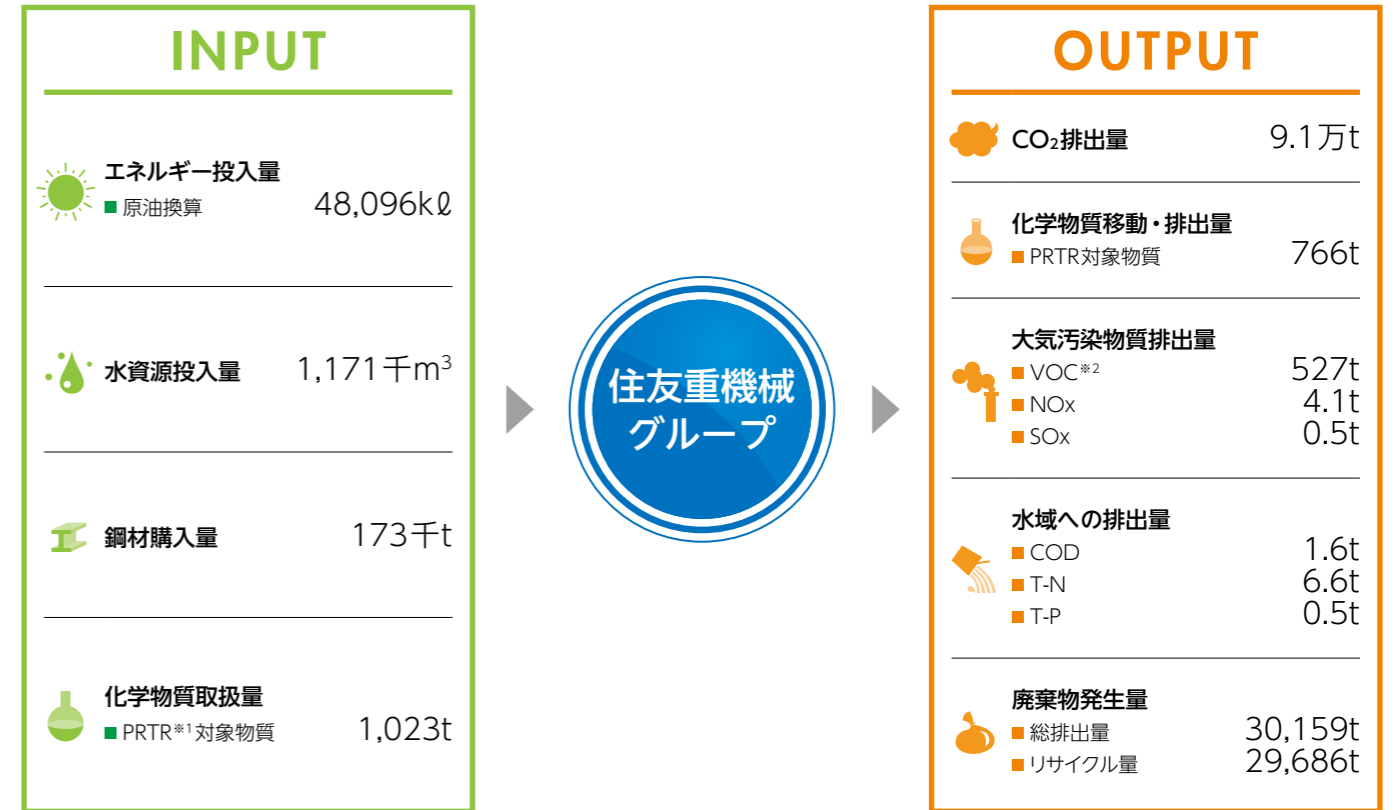 INPUT
エネルギー投入量
■ 原油換算 48,096kℓ
水資源投入量 1,171千m³
鋼材購入量 173千t
化学物質取扱量
■ PRTR※1対象物質 1,023t
住友重機械
グループ
OUTPUT
CO₂排出量 9.1万t
化学物質移動・排出量
■ PRTR対象物質 766t
大気汚染物質排出量
■ VOC※2 527t
■ NOx 4.1t
■ SOx 0.5t
水域への排出量
■ COD 1.6t
■ T-N 6.6t
■ T-P 0.5t
廃棄物発生量
■ 総排出量 30,159t
■ リサイクル量 29,686t